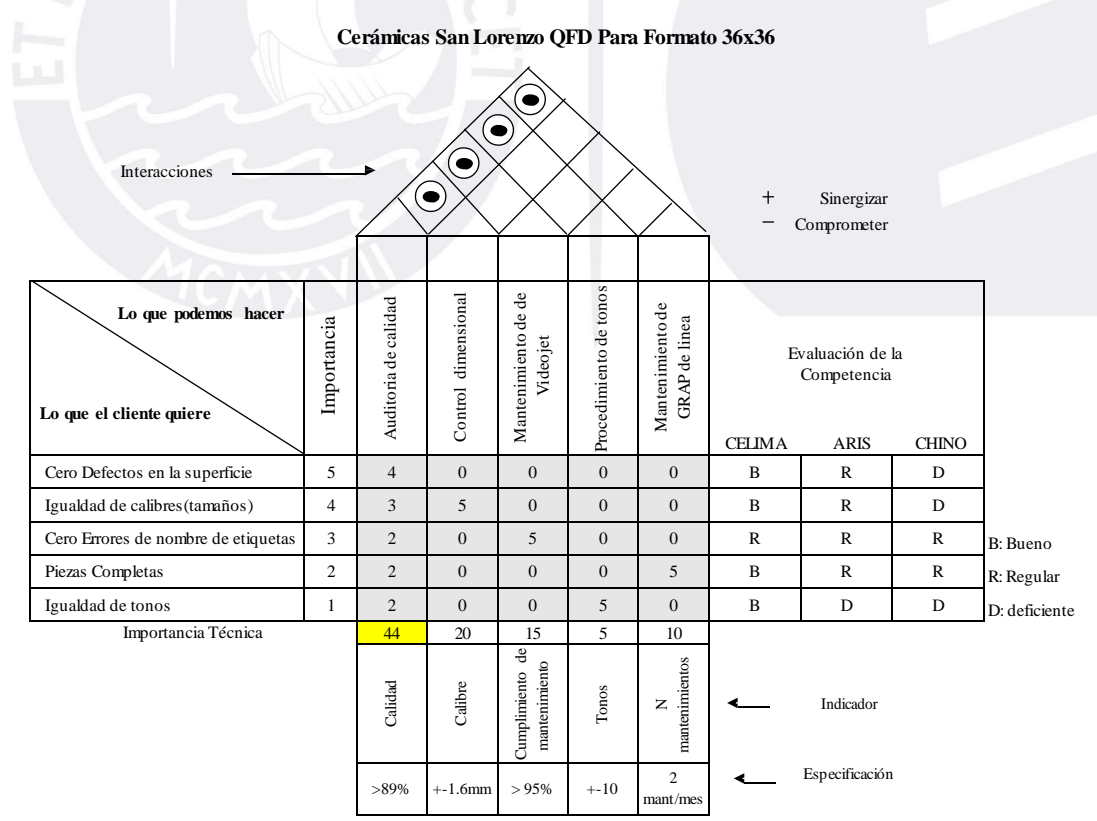 Cerámicas San Lorenzo QFD Para Formato 36x36
Interacciones
+ Sinergizar
− Comprometer
Lo que podemos hacer
Lo que el cliente quiere
Importancia
Auditoria de calidad
Control dimensional
Mantenimiento de de
Videojet
Procedimiento de tonos
Mantenimiento de
GRAP de linea
Evaluación de la
Competencia
CELIMA ARIS CHINO
Cero Defectos en la superficie 5 4 0 0 0 0 B R D
Igualdad de calibres(tamaños) 4 3 5 0 0 0 B R D
Cero Errores de nombre de etiquetas 3 2 0 5 0 0 R R R
B: Bueno
Piezas Completas 2 2 0 0 0 5 B R R
R: Regular
Igualdad de tonos 1 2 0 0 5 0 B D D
D: deficiente
Importancia Técnica 44 20 15 5 10
Calidad
Calibre
Cumplimiento de
mantenimiento
Tonos
N
mantenimientos
Indicador
>89% +-1.6mm > 95% +-10 2
mant/mes
Especificación
MCMXVII